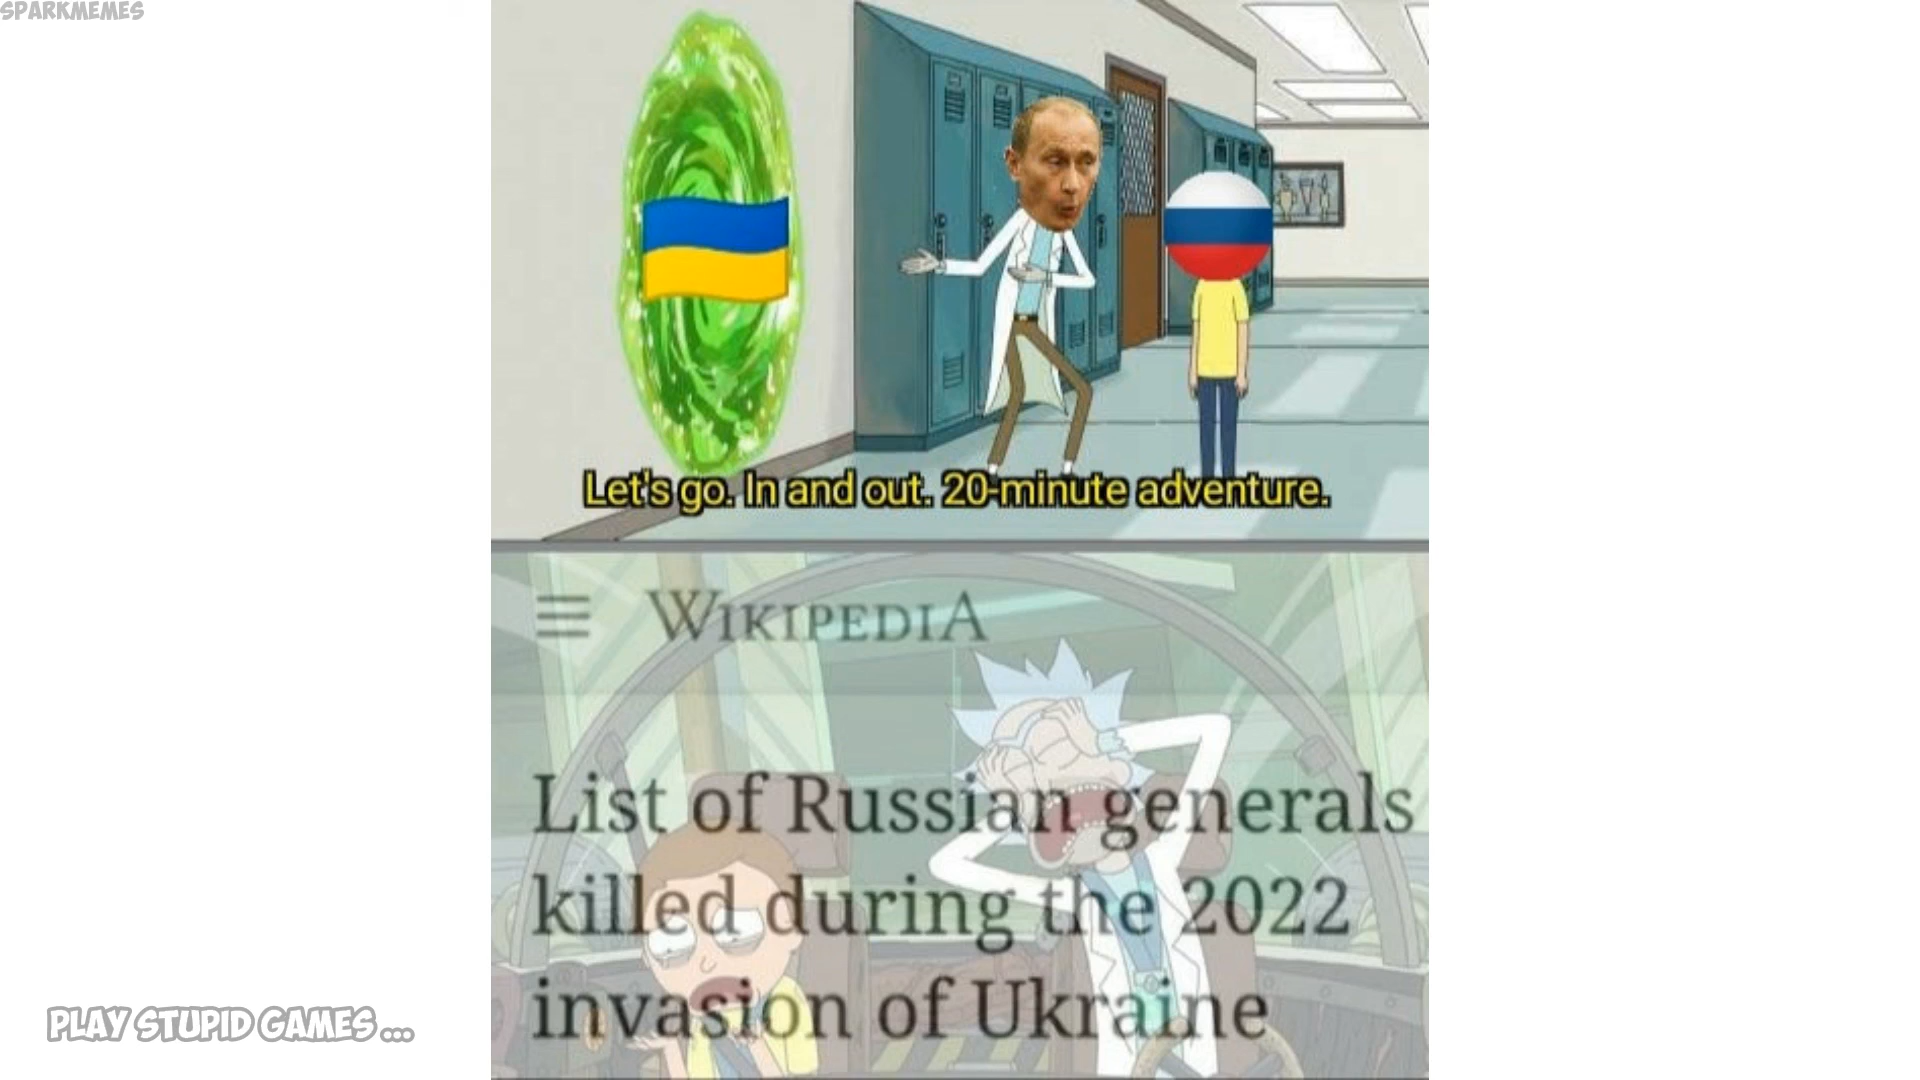 SPARKMEMES
Let's go. In and out. 20-minute adventure.
WIKIPEDIA
List of Russian generals
killed during the 2022
invasion of Ukraine
PLAY STUPID GAMES ...